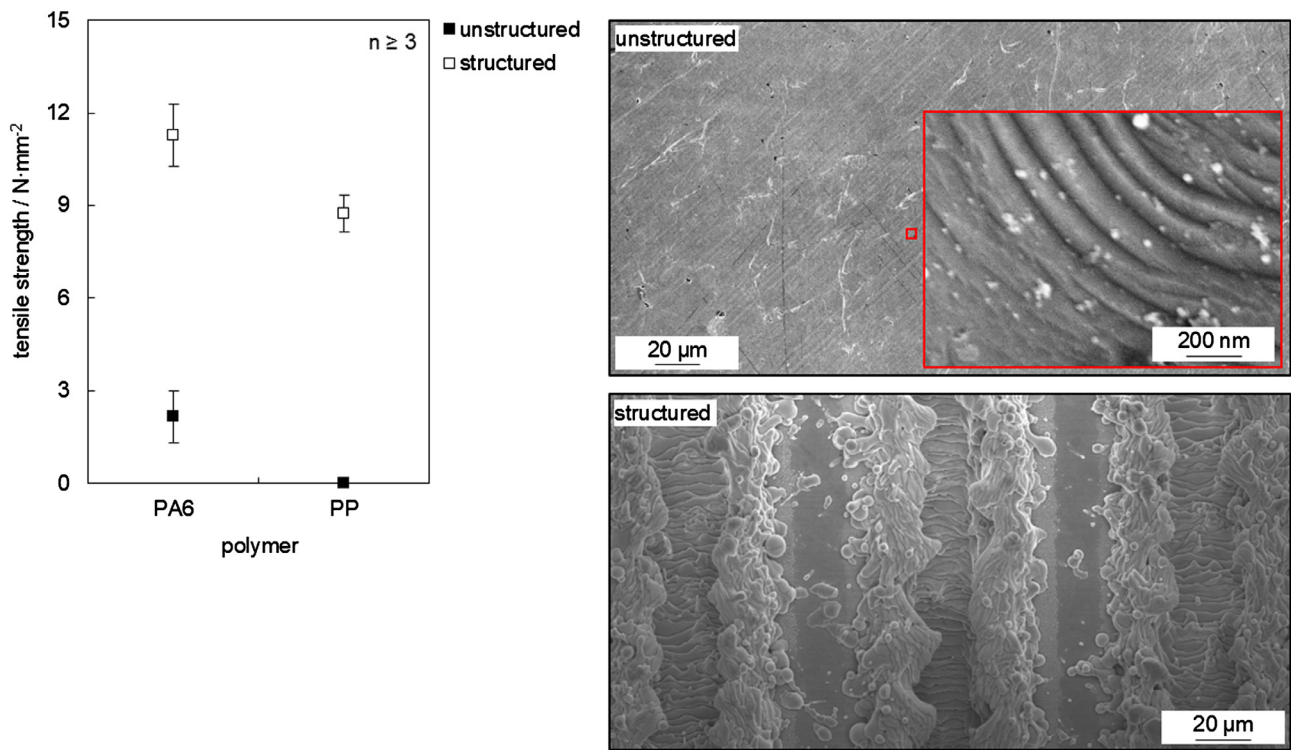 15
12
9
6
3
0
tensile strength / N·mm⁻²
n ≥ 3
PA6 PP
polymer
unstructured
structured
unstructured
20 µm
200 nm
structured
20 µm